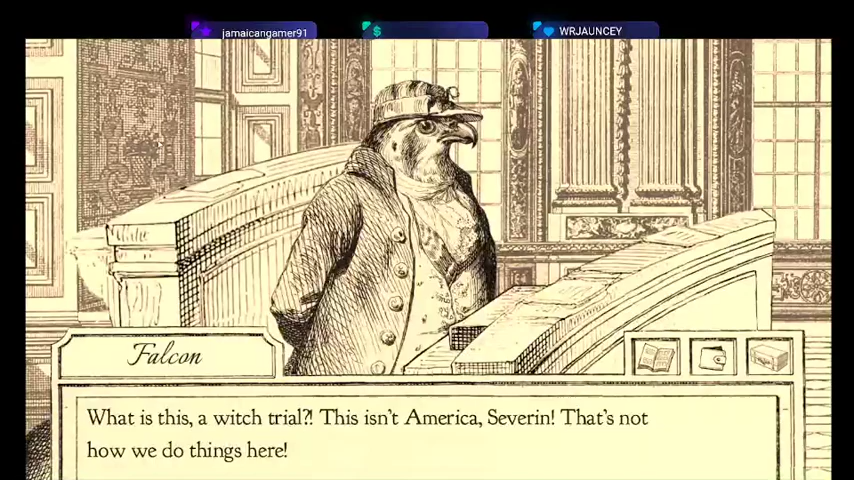 jamaicangamer91
$
WRJAUNCEY
Falcon
What is this, a witch trial?! This isn't America, Severin! That's not
how we do things here!